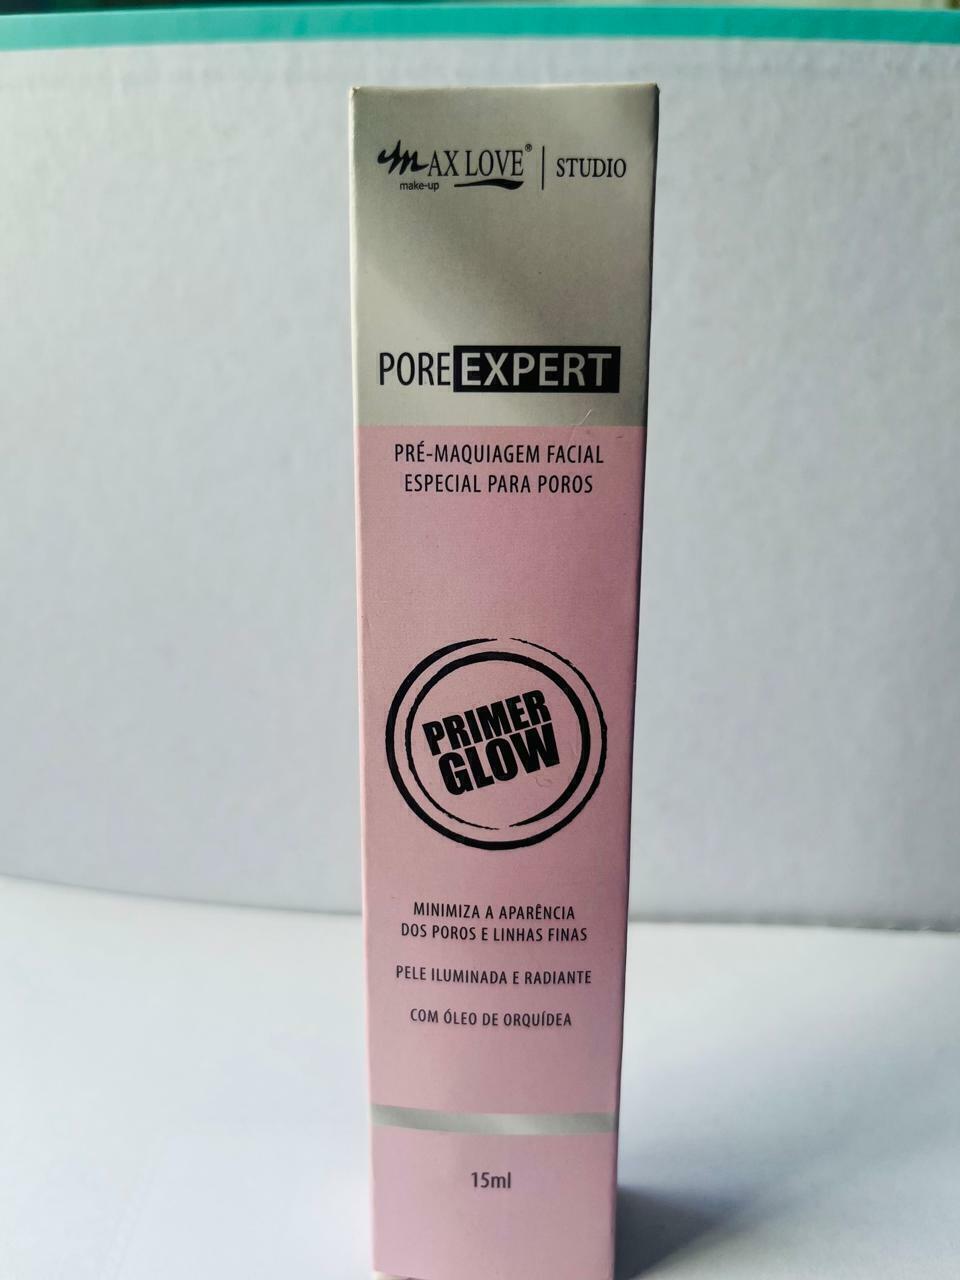 MAX LOVE® | STUDIO
make-up
PORE EXPERT
PRÉ-MAQUIAGEM FACIAL
ESPECIAL PARA POROS
PRIMER
GLOW
MINIMIZA A APARÊNCIA
DOS POROS E LINHAS FINAS
PELE ILUMINADA E RADIANTE
COM ÓLEO DE ORQUÍDEA
15ml